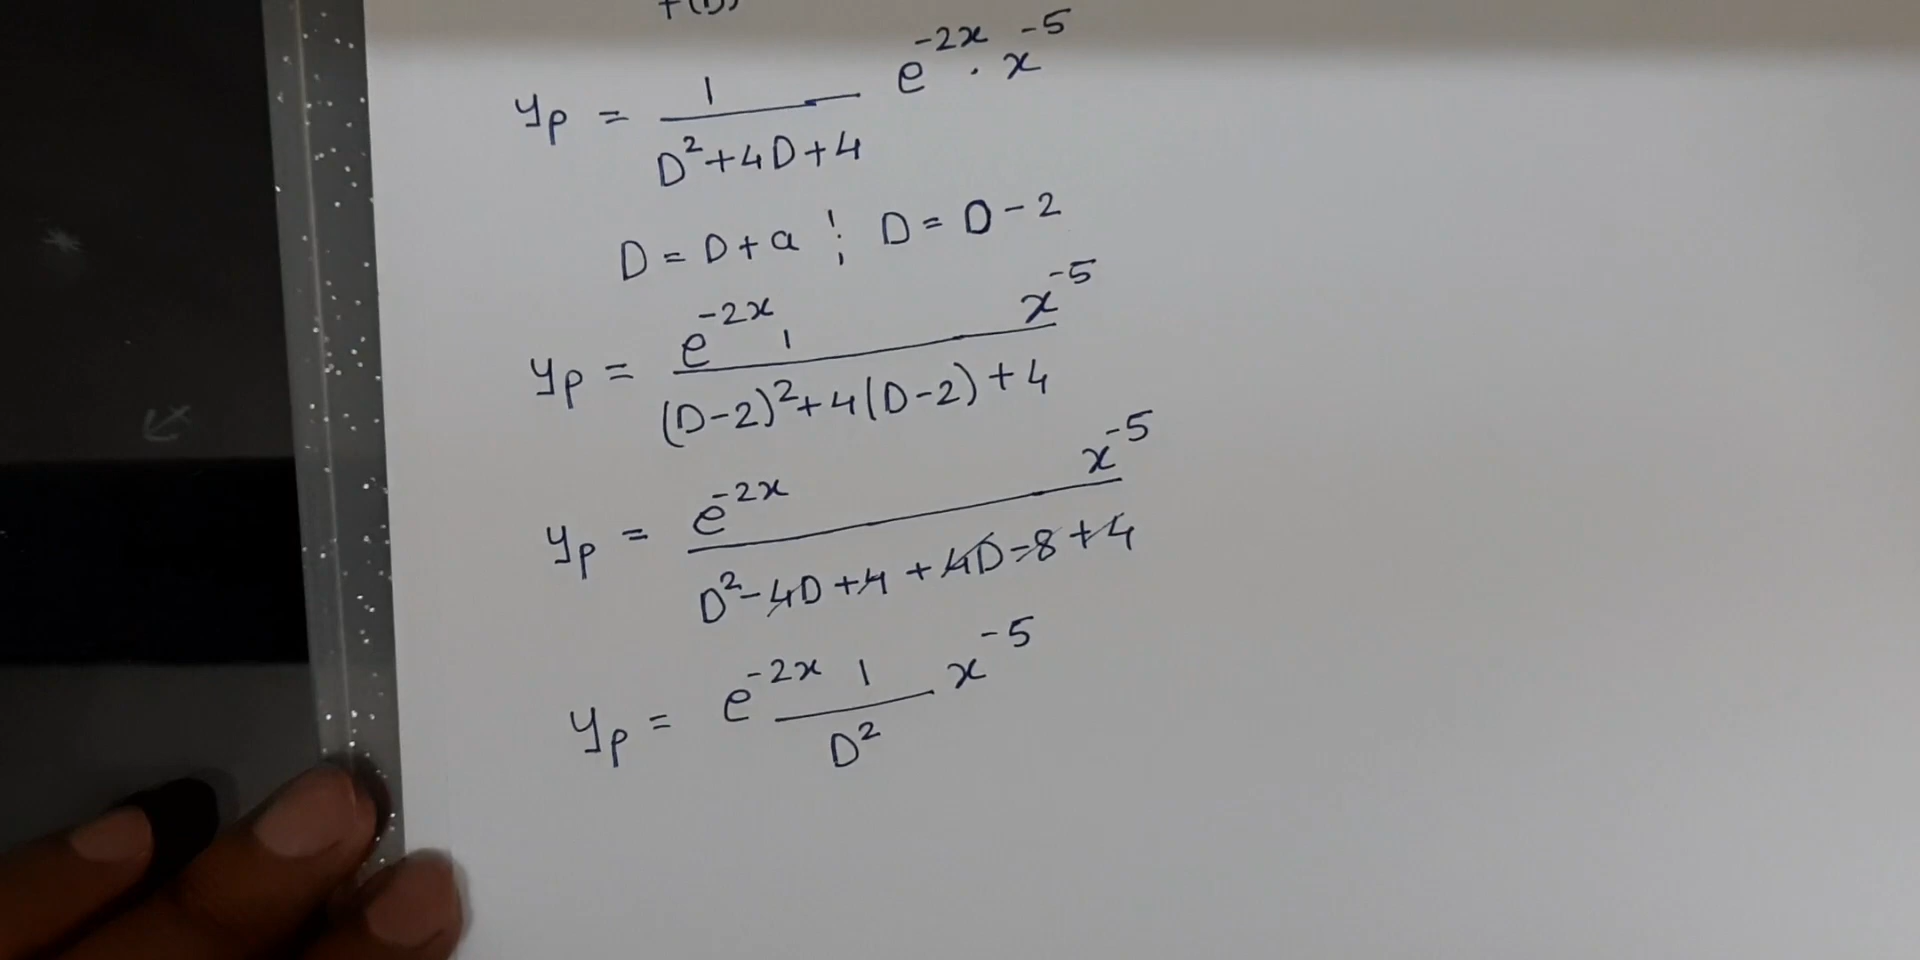 f(D)
yp = 1 / D²+4D+4 e^-2x · x^-5
D = D+a ; D = D-2
yp = e^-2x 1 / (D-2)²+4(D-2)+4 x^-5
yp = e^-2x / D²-4D+4+4D-8+4 x^-5
yp = e^-2x 1 / D² x^-5